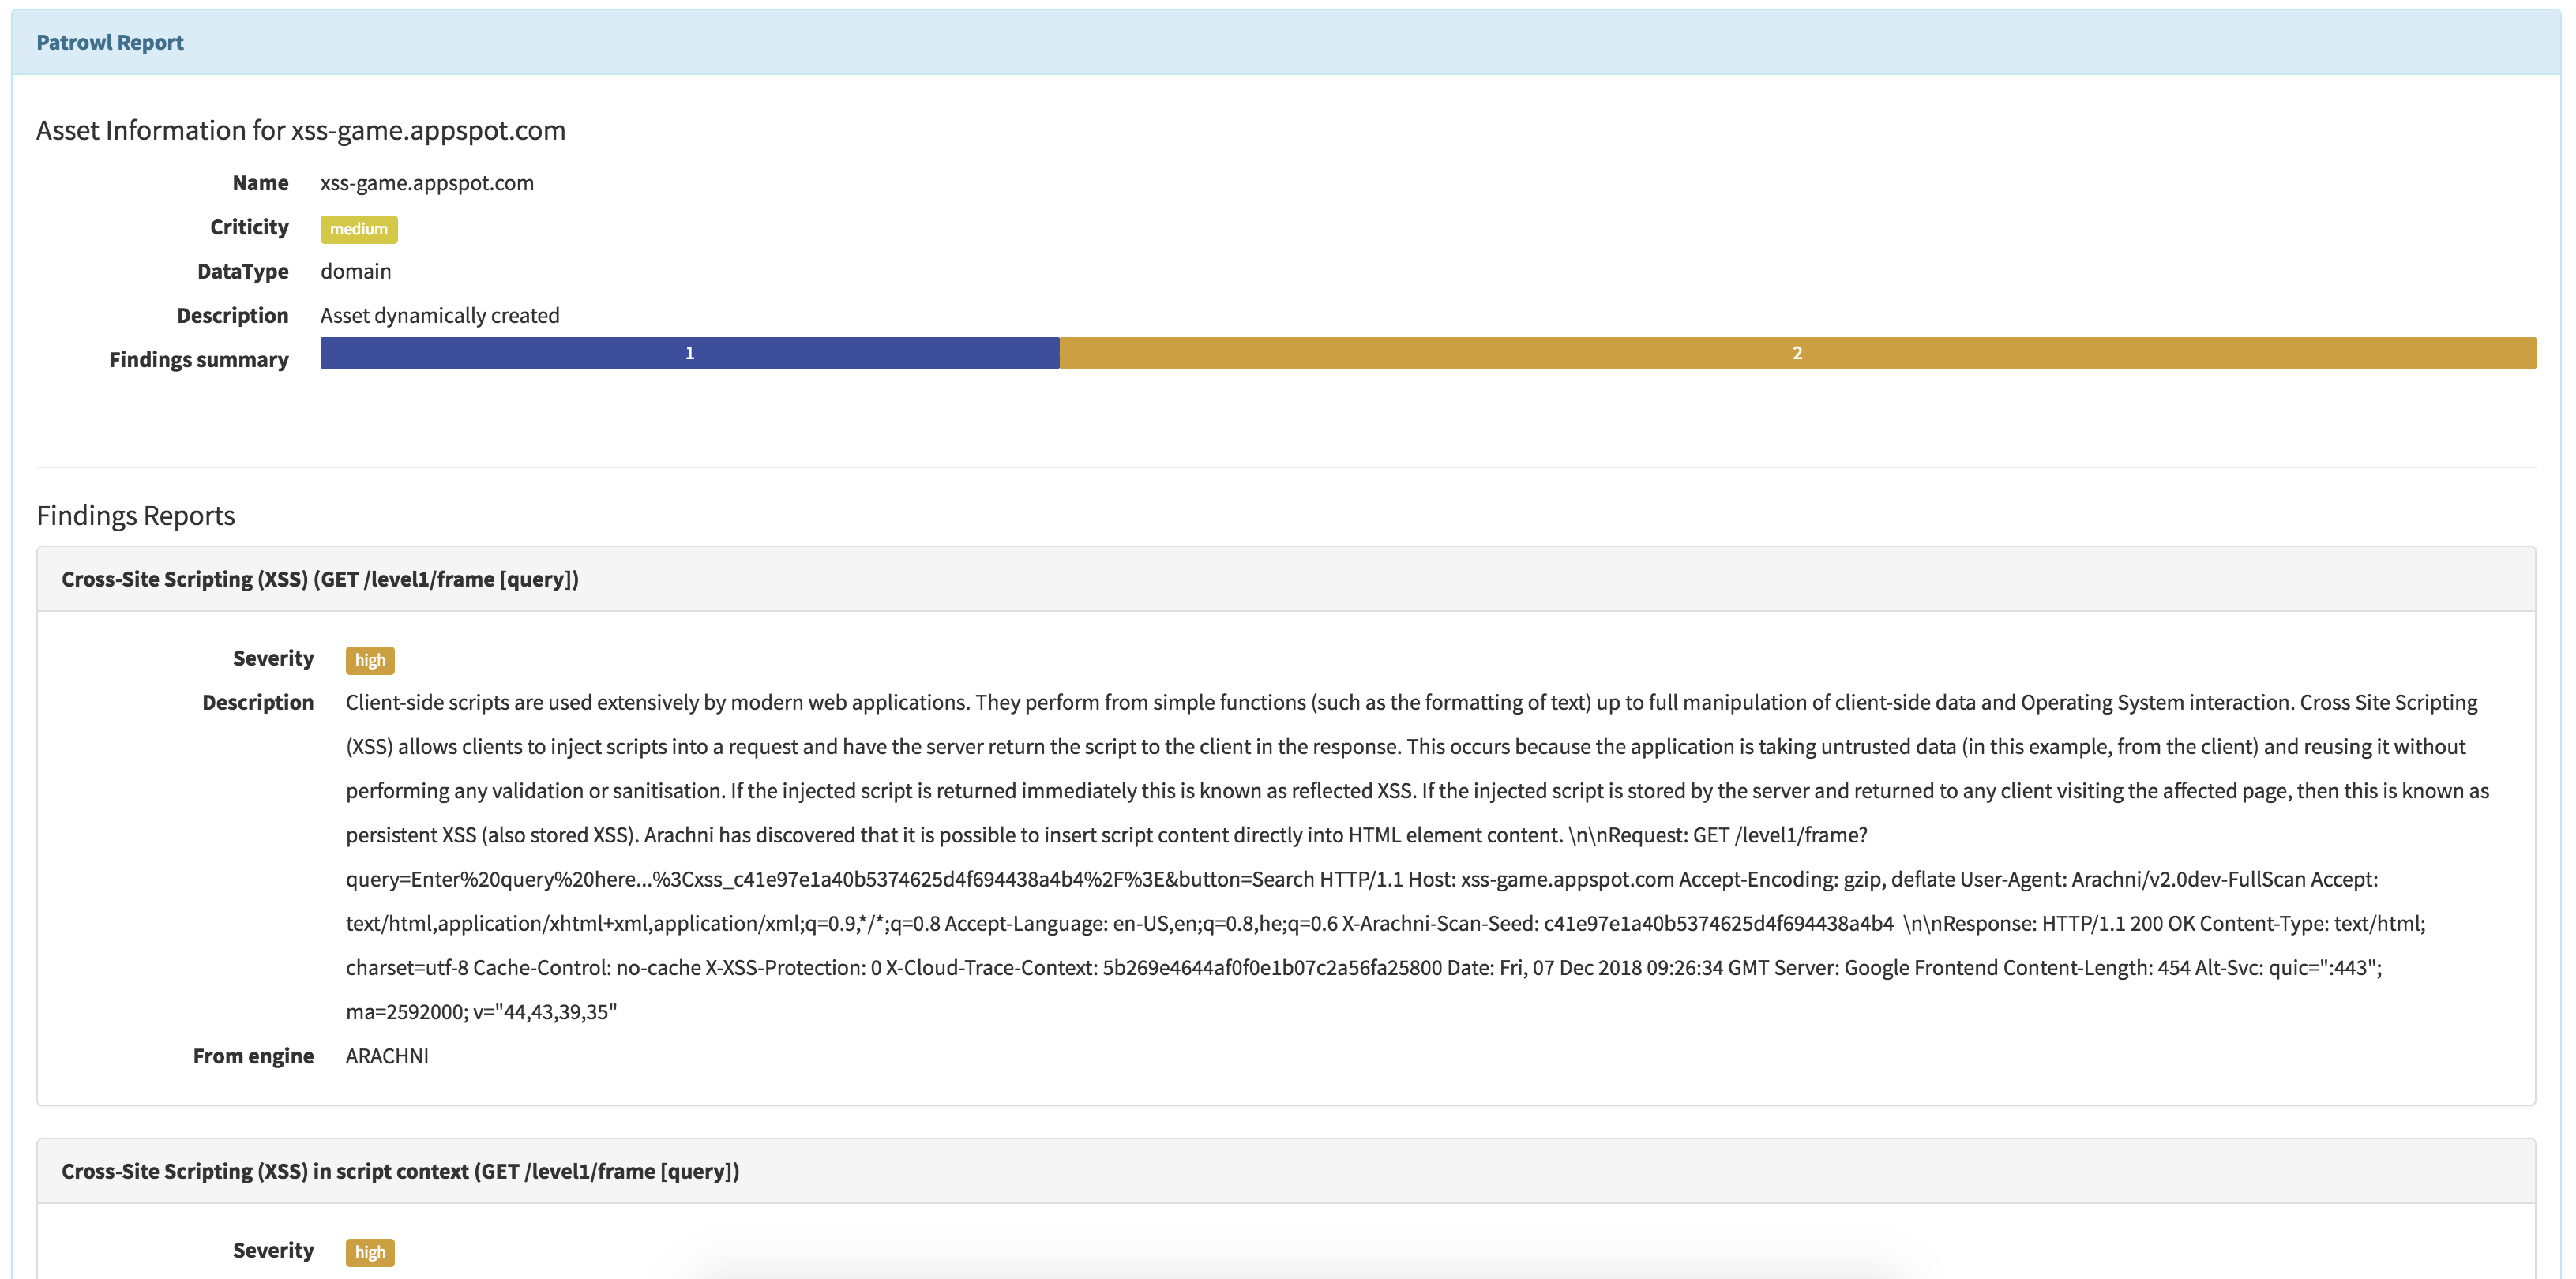 Patrowl Report
Asset Information for xss-game.appspot.com
Name xss-game.appspot.com
Criticity medium
DataType domain
Description Asset dynamically created
Findings summary 1 2
Findings Reports
Cross-Site Scripting (XSS) (GET /level1/frame [query])
Severity high
Description Client-side scripts are used extensively by modern web applications. They perform from simple functions (such as the formatting of text) up to full manipulation of client-side data and Operating System interaction. Cross Site Scripting
(XSS) allows clients to inject scripts into a request and have the server return the script to the client in the response. This occurs because the application is taking untrusted data (in this example, from the client) and reusing it without
performing any validation or sanitisation. If the injected script is returned immediately this is known as reflected XSS. If the injected script is stored by the server and returned to any client visiting the affected page, then this is known as
persistent XSS (also stored XSS). Arachni has discovered that it is possible to insert script content directly into HTML element content. \n\nRequest: GET /level1/frame?
query=Enter%20query%20here...%3Cxss_c41e97e1a40b5374625d4f694438a4b4%2F%3E&button=Search HTTP/1.1 Host: xss-game.appspot.com Accept-Encoding: gzip, deflate User-Agent: Arachni/v2.0dev-FullScan Accept:
text/html,application/xhtml+xml,application/xml;q=0.9,*/*;q=0.8 Accept-Language: en-US,en;q=0.8,he;q=0.6 X-Arachni-Scan-Seed: c41e97e1a40b5374625d4f694438a4b4 \n\nResponse: HTTP/1.1 200 OK Content-Type: text/html;
charset=utf-8 Cache-Control: no-cache X-XSS-Protection: 0 X-Cloud-Trace-Context: 5b269e4644af0f0e1b07c2a56fa25800 Date: Fri, 07 Dec 2018 09:26:34 GMT Server: Google Frontend Content-Length: 454 Alt-Svc: quic=":443";
ma=2592000; v="44,43,39,35"
From engine ARACHNI
Cross-Site Scripting (XSS) in script context (GET /level1/frame [query])
Severity high